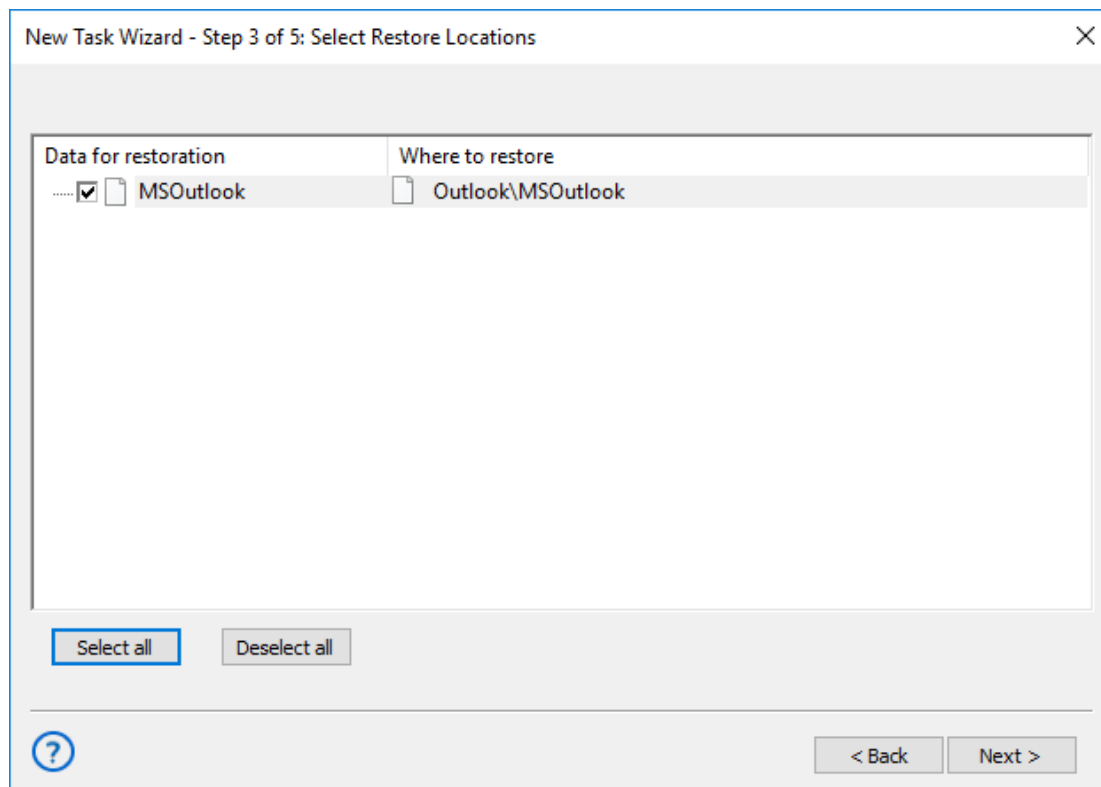 New Task Wizard - Step 3 of 5: Select Restore Locations
Data for restoration Where to restore
MSOutlook Outlook\MSOutlook
Select all Deselect all
? < Back Next >